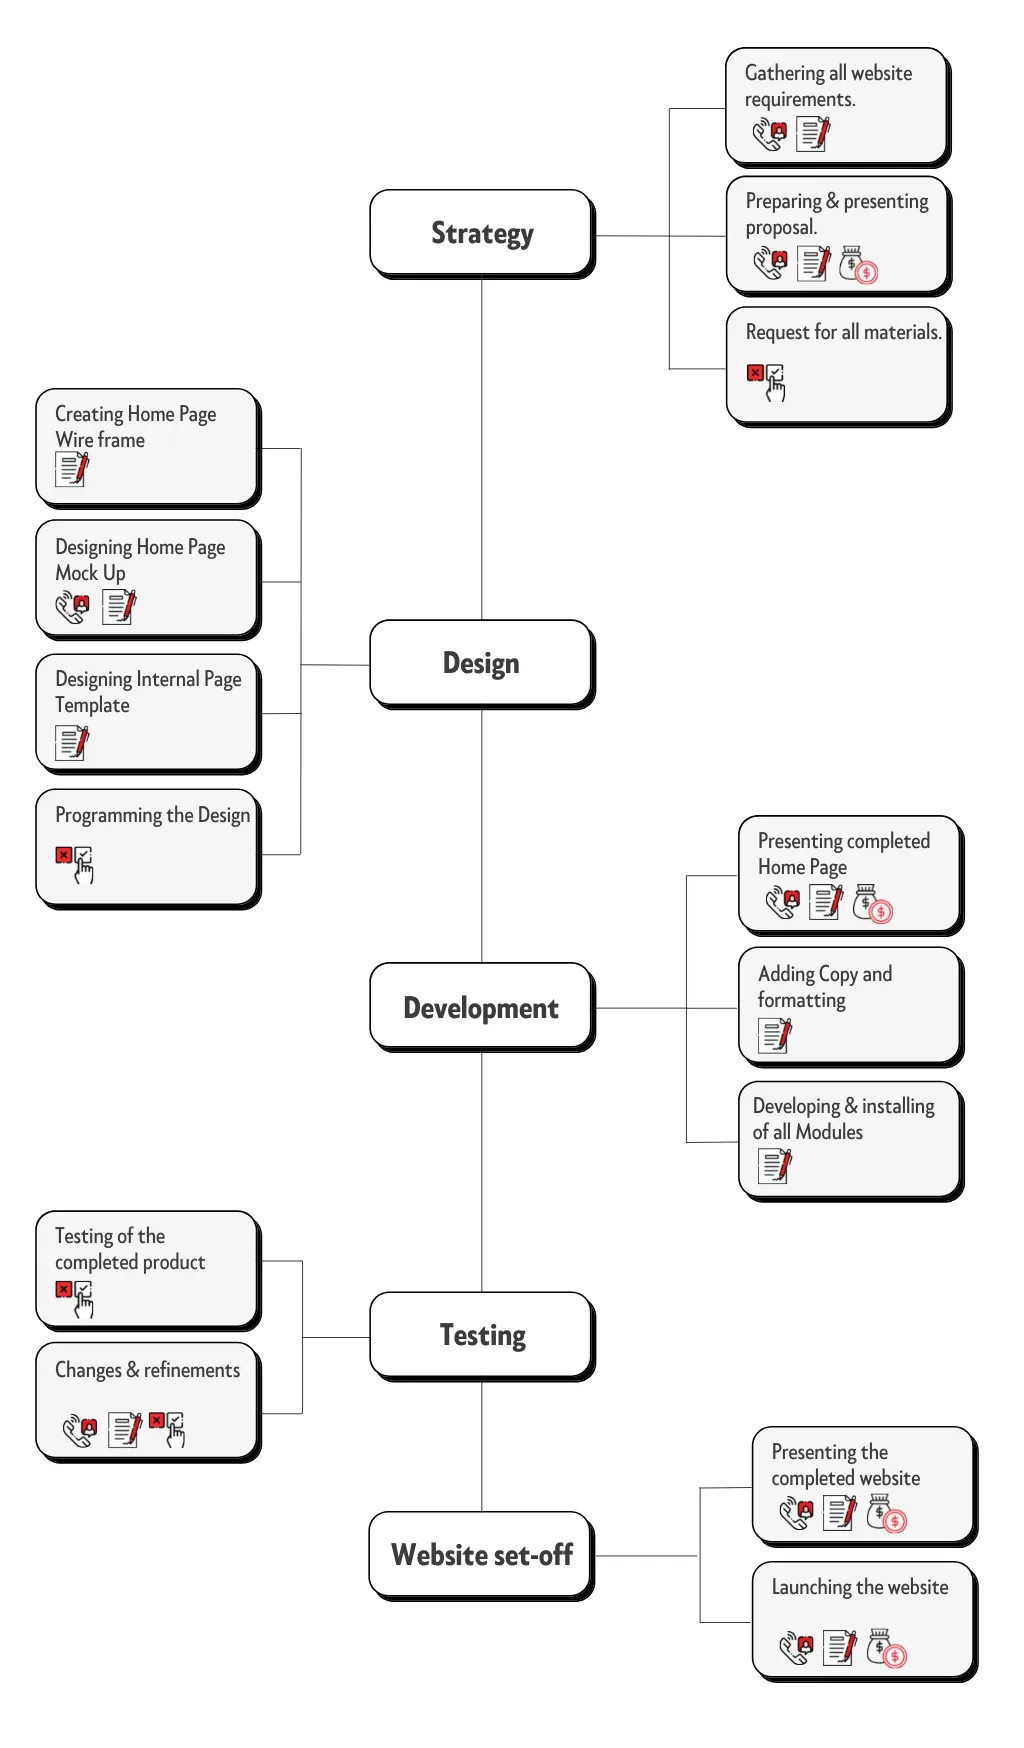 Strategy
Gathering all website
requirements.
Preparing & presenting
proposal.
Request for all materials.
Design
Creating Home Page
Wire frame
Designing Home Page
Mock Up
Designing Internal Page
Template
Programming the Design
Development
Presenting completed
Home Page
Adding Copy and
formatting
Developing & installing
of all Modules
Testing
Testing of the
completed product
Changes & refinements
Website set-off
Presenting the
completed website
Launching the website